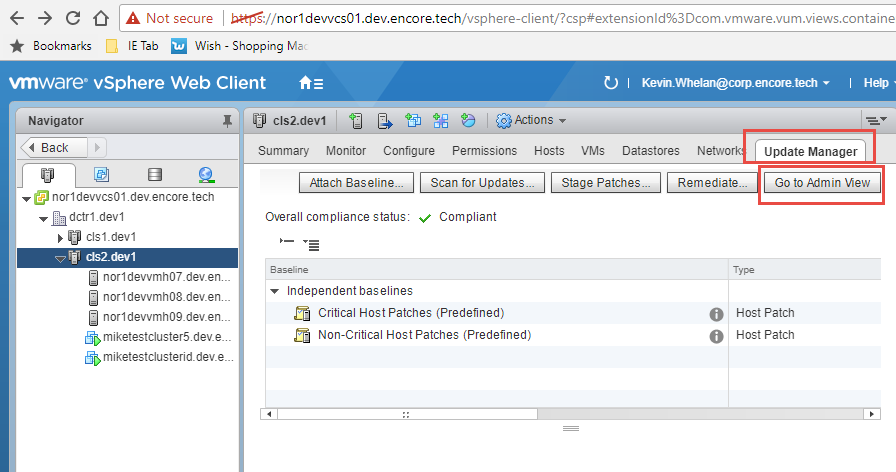 Not secure https://nor1devvcs01.dev.encore.tech/vsphere-client/?csp#extensionId%3Dcom.vmware.vum.views.containe
Bookmarks IE Tab Wish - Shopping Ma
vmware® vSphere Web Client
Kevin.Whelan@corp.encore.tech Help
Navigator
Back
nor1devvcs01.dev.encore.tech
dctr1.dev1
cls1.dev1
cls2.dev1
nor1devvmh07.dev.en...
nor1devvmh08.dev.en...
nor1devvmh09.dev.en...
miketestcluster5.dev.e...
miketestclusterid.dev.e...
cls2.dev1 Actions
Summary Monitor Configure Permissions Hosts VMs Datastores Networks Update Manager
Attach Baseline... Scan for Updates... Stage Patches... Remediate... Go to Admin View
Overall compliance status: Compliant
Baseline Type
Independent baselines
Critical Host Patches (Predefined) Host Patch
Non-Critical Host Patches (Predefined) Host Patch